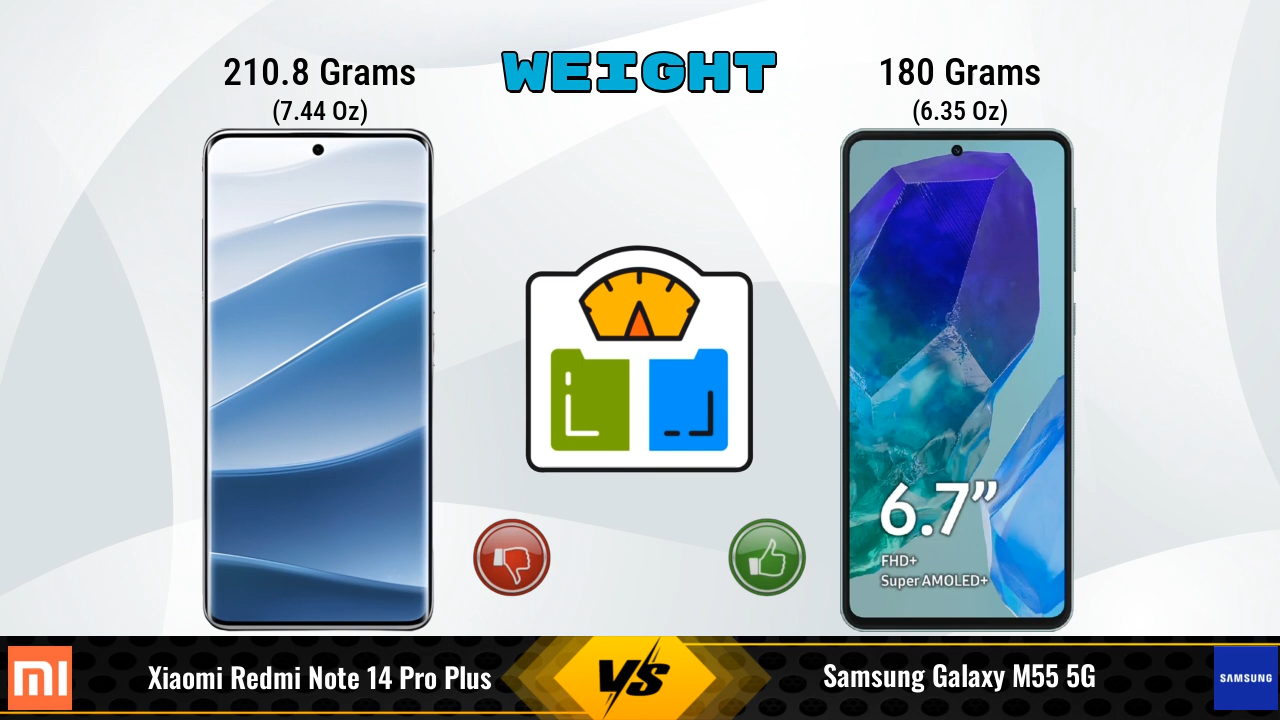 WEIGHT
210.8 Grams
(7.44 Oz)
180 Grams
(6.35 Oz)
6.7”
FHD+
Super AMOLED+
mi
Xiaomi Redmi Note 14 Pro Plus
VS
Samsung Galaxy M55 5G
SAMSUNG